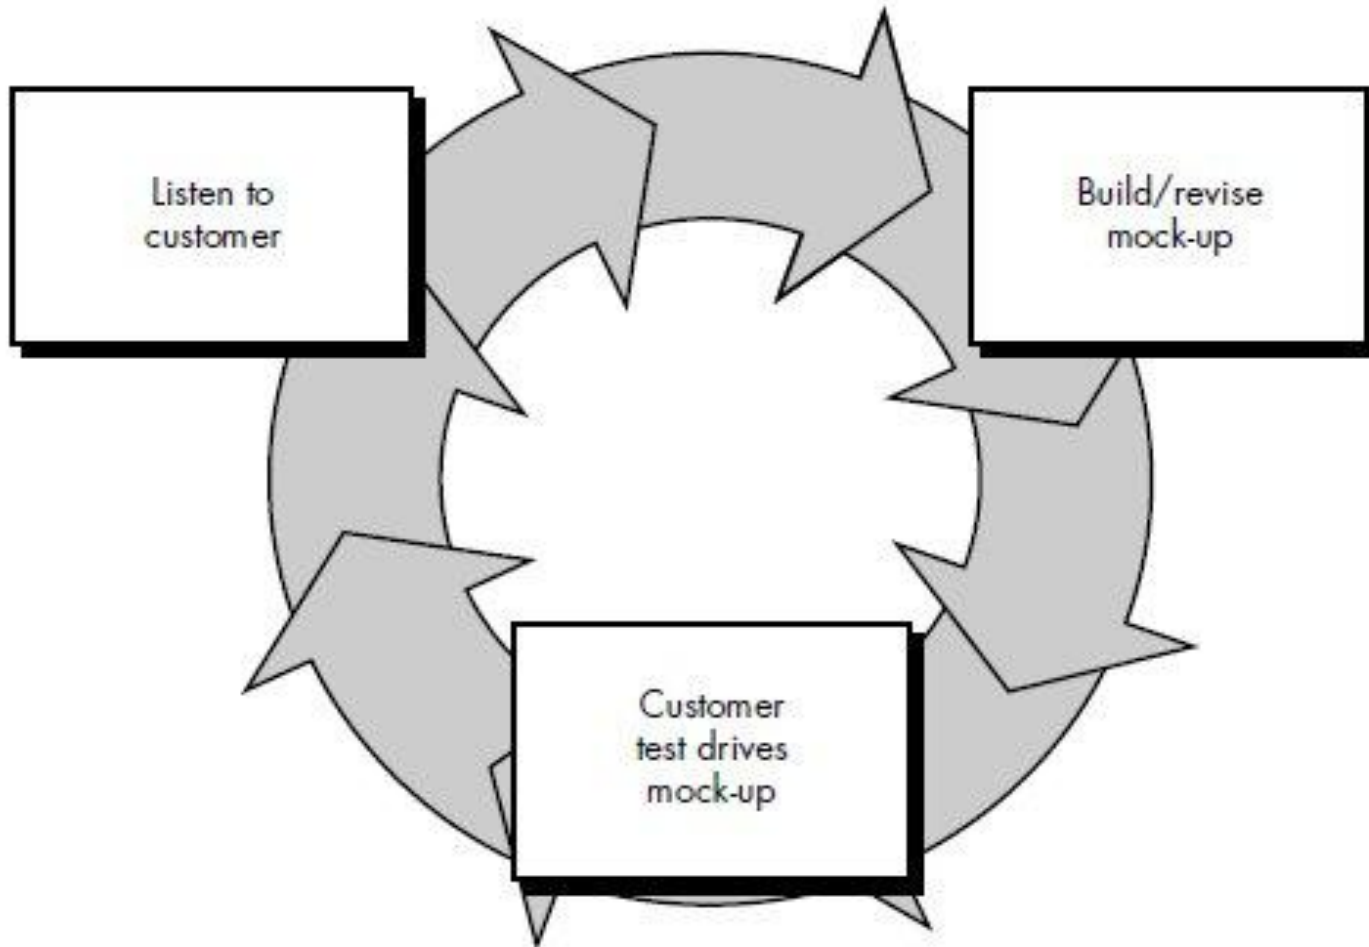 Listen to
customer
Build/revise
mock-up
Customer
test drives
mock-up